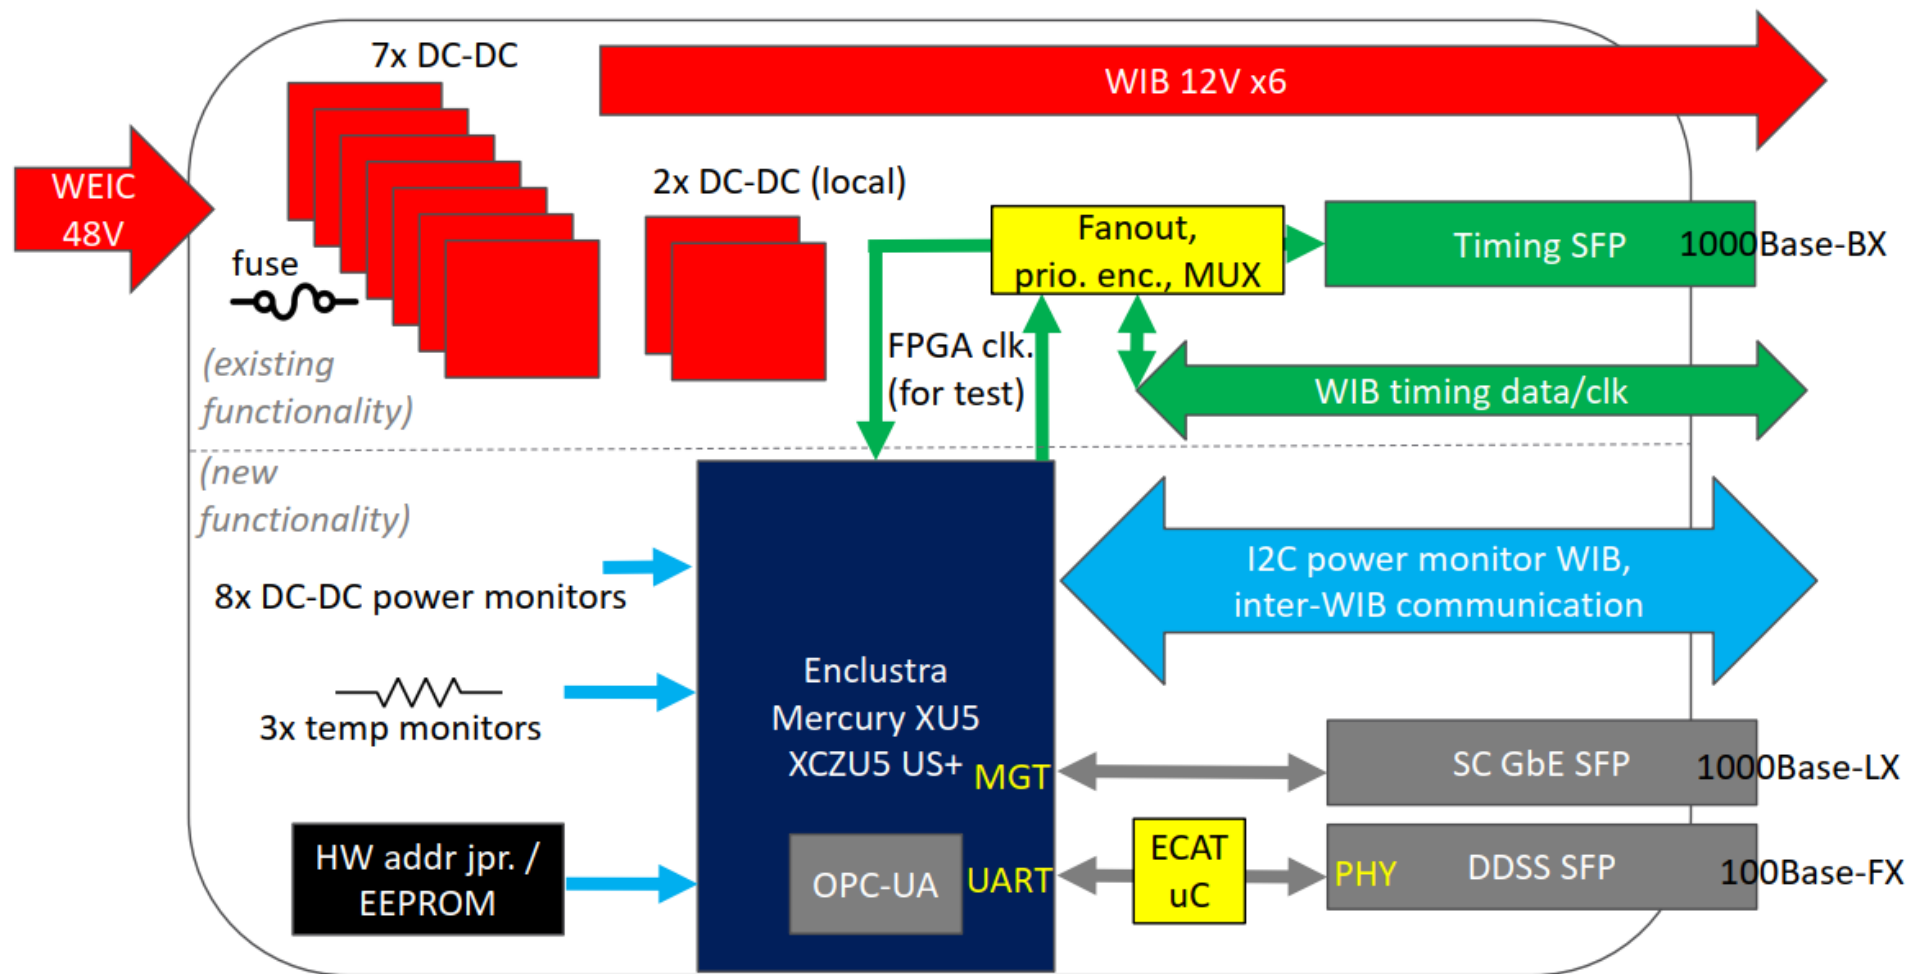 7x DC-DC
WIB 12V x6
WEIC
48V
2x DC-DC (local)
fuse
Fanout,
prio. enc., MUX
Timing SFP
1000Base-BX
(existing
functionality)
FPGA clk.
(for test)
WIB timing data/clk
(new
functionality)
8x DC-DC power monitors
I2C power monitor WIB,
inter-WIB communication
3x temp monitors
Enclustra
Mercury XU5
XCZU5 US+
MGT
SC GbE SFP
1000Base-LX
HW addr jpr. /
EEPROM
OPC-UA
UART
ECAT
uC
PHY
DDSS SFP
100Base-FX